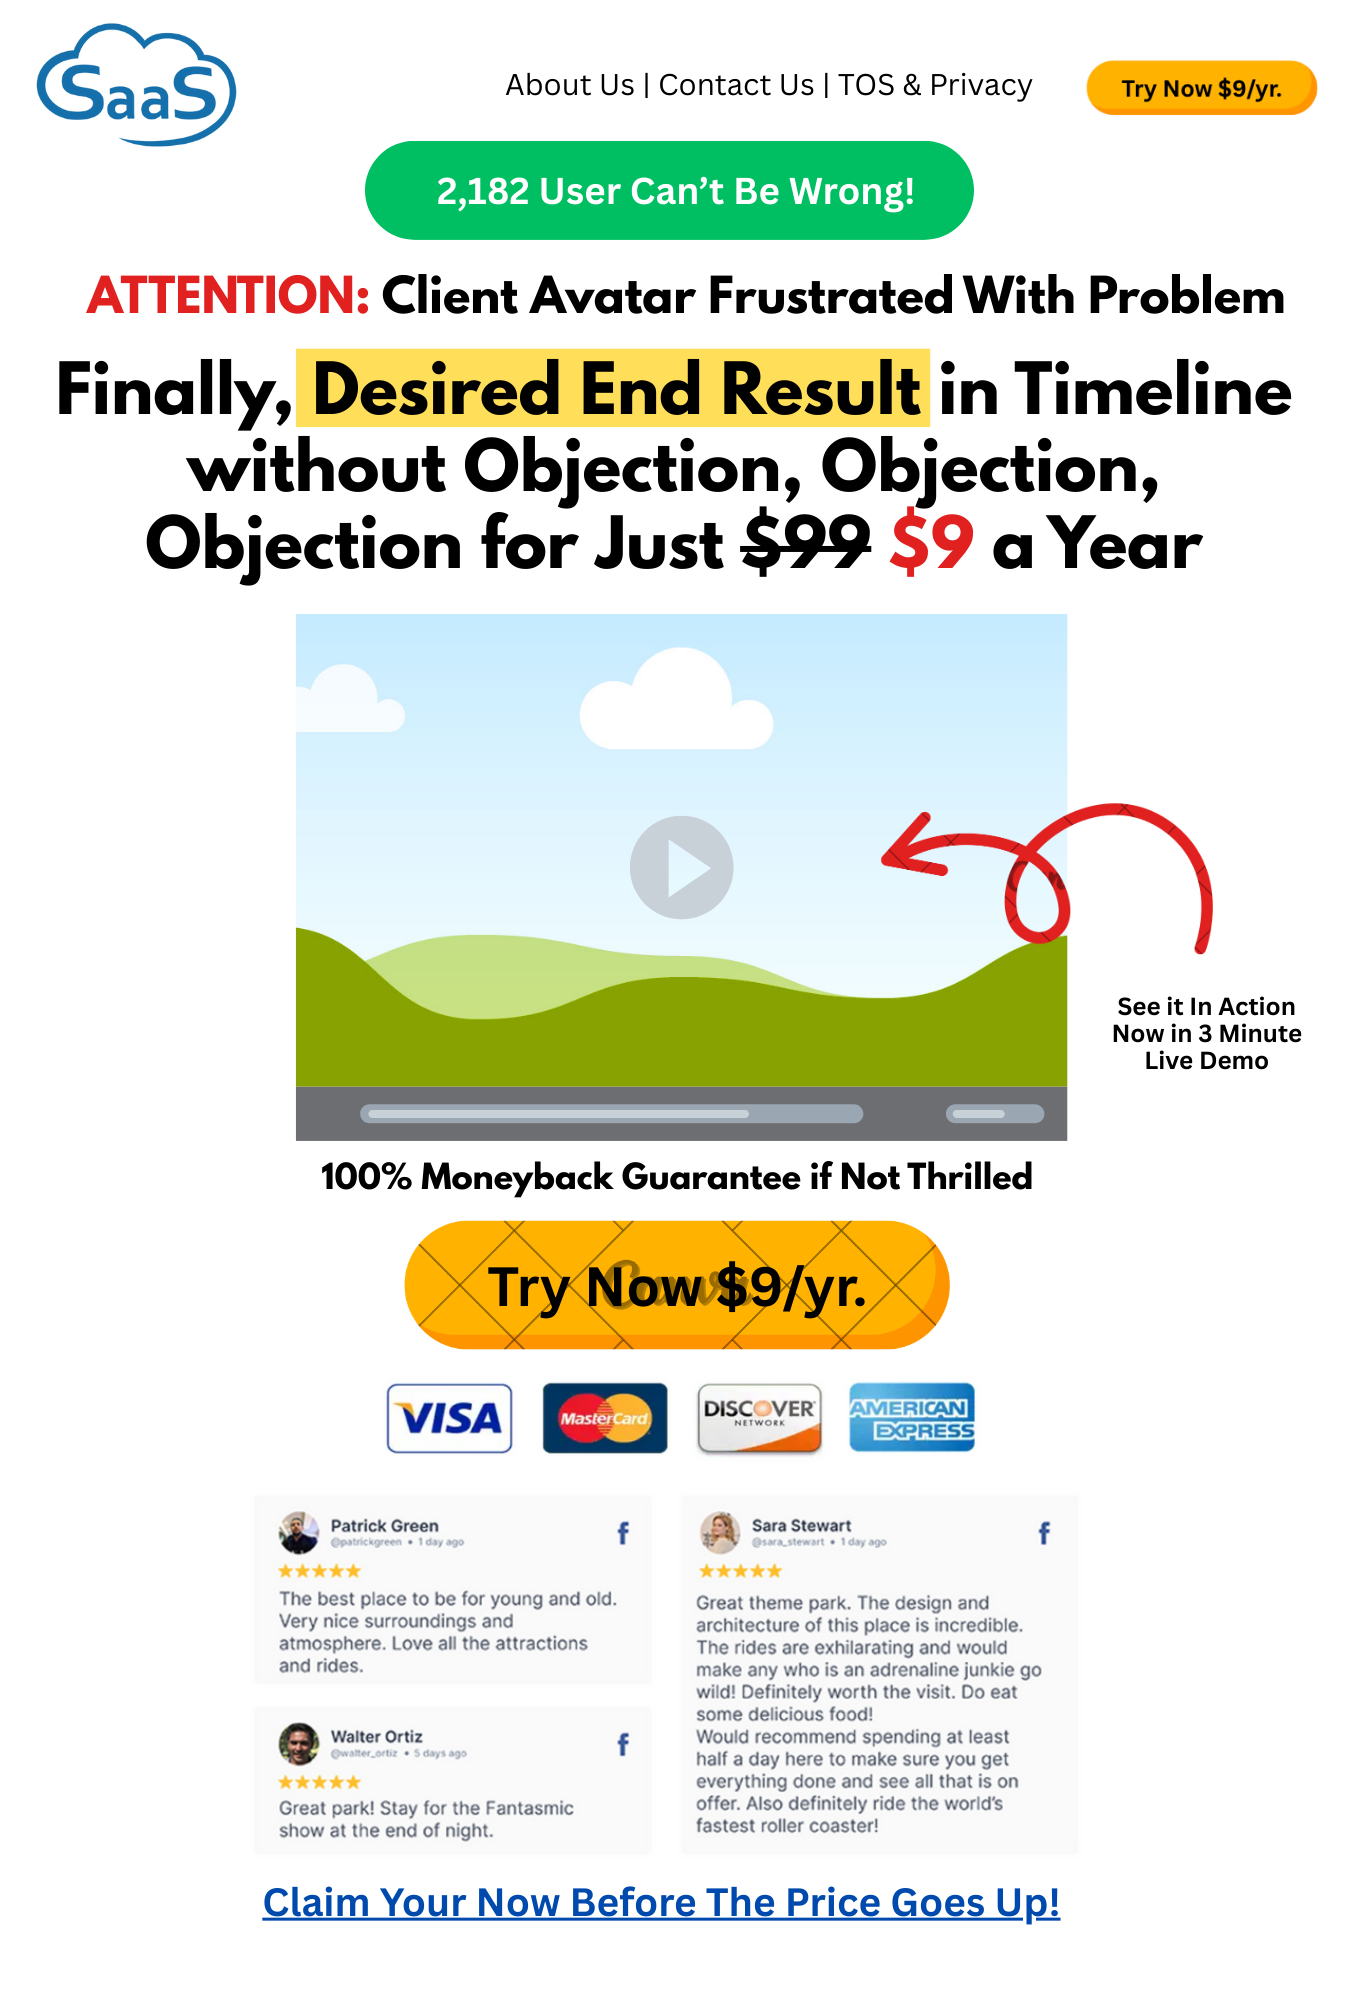 SaaS
About Us | Contact Us | TOS & Privacy
Try Now $9/yr.
2,182 User Can’t Be Wrong!
ATTENTION: Client Avatar Frustrated With Problem
Finally, Desired End Result in Timeline
without Objection, Objection,
Objection for Just $99 $9 a Year
See it In Action
Now in 3 Minute
Live Demo
100% Moneyback Guarantee if Not Thrilled
Canva
Try Now $9/yr.
VISA
MasterCard
DISCOVER
NETWORK
AMERICAN
EXPRESS
Patrick Green
@patrickgreen • 1 day ago
The best place to be for young and old.
Very nice surroundings and
atmosphere. Love all the attractions
and rides.
Walter Ortiz
@walter_ortiz • 5 days ago
Great park! Stay for the Fantasmic
show at the end of night.
Sara Stewart
@sara_stewart • 1 day ago
Great theme park. The design and
architecture of this place is incredible.
The rides are exhilarating and would
make any who is an adrenaline junkie go
wild! Definitely worth the visit. Do eat
some delicious food!
Would recommend spending at least
half a day here to make sure you get
everything done and see all that is on
offer. Also definitely ride the world’s
fastest roller coaster!
Claim Your Now Before The Price Goes Up!